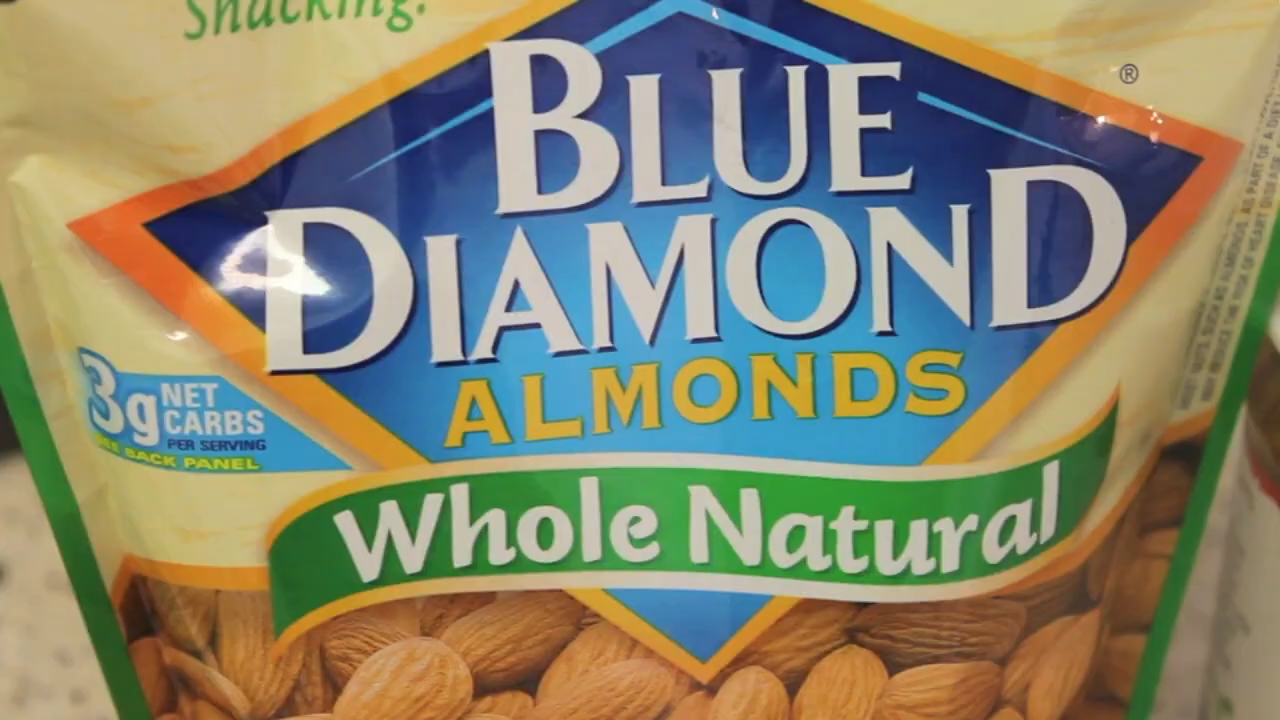 Snacking.
BLUE
®
DIAMOND
ALMONDS
3g NET
CARBS
PER SERVING
SEE BACK PANEL
Whole Natural